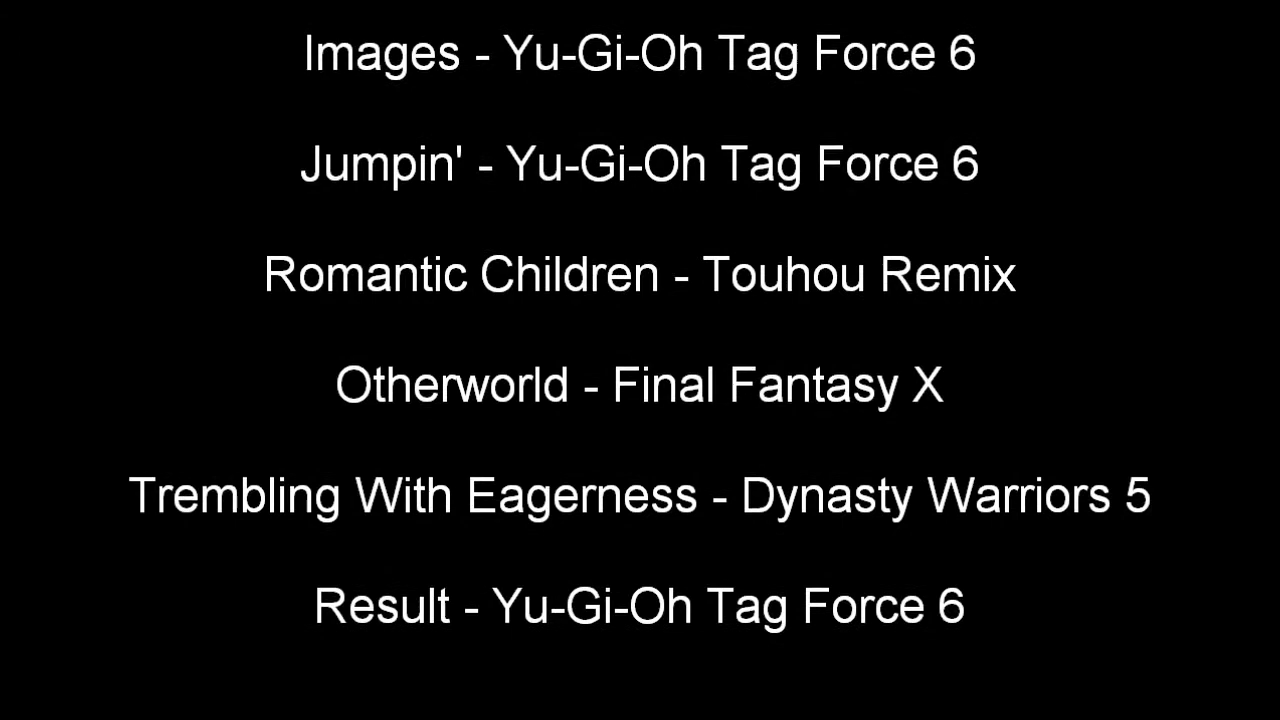 Images - Yu-Gi-Oh Tag Force 6
Jumpin' - Yu-Gi-Oh Tag Force 6
Romantic Children - Touhou Remix
Otherworld - Final Fantasy X
Trembling With Eagerness - Dynasty Warriors 5
Result - Yu-Gi-Oh Tag Force 6